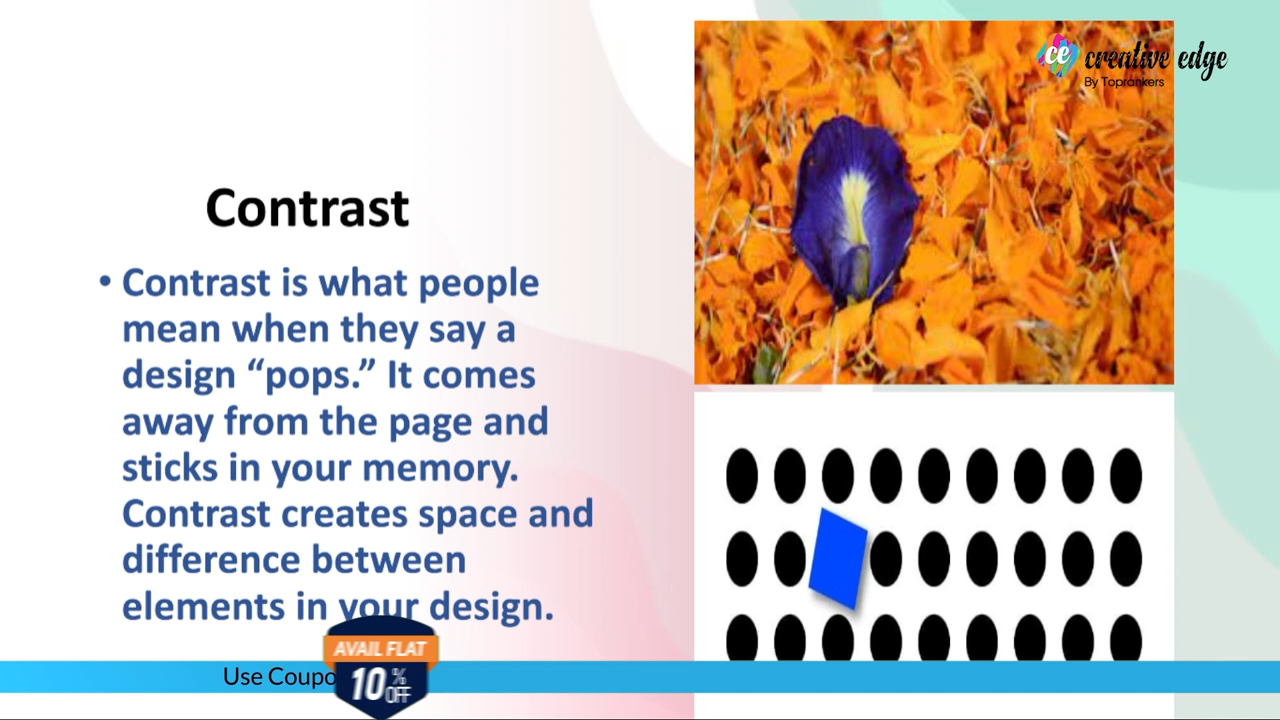 ce creative edge
By Toprankers
Contrast
• Contrast is what people
mean when they say a
design “pops.” It comes
away from the page and
sticks in your memory.
Contrast creates space and
difference between
elements in your design.
AVAIL FLAT
Use Coupo
10% OFF